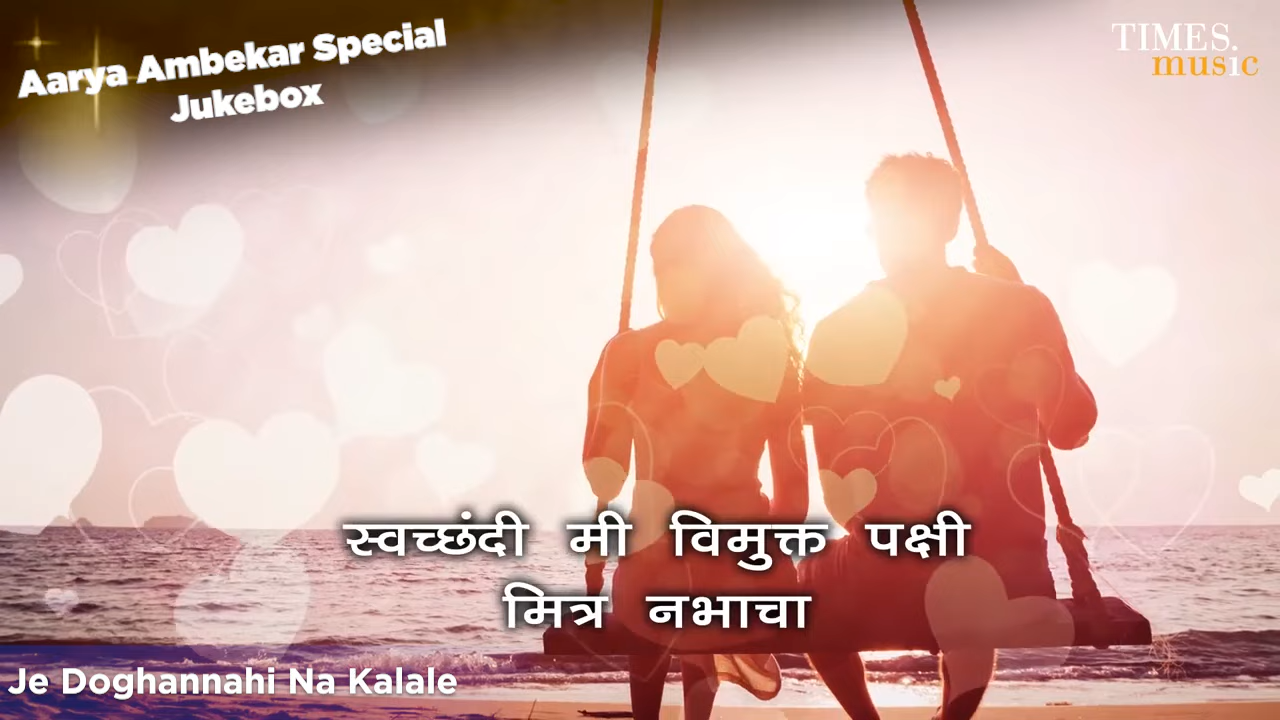 Aarya Ambekar Special
Jukebox
TIMES.
music
स्वच्छंदी मी विमुक्त पक्षी
मित्र नभाचा
Je Doghannahi Na Kalale